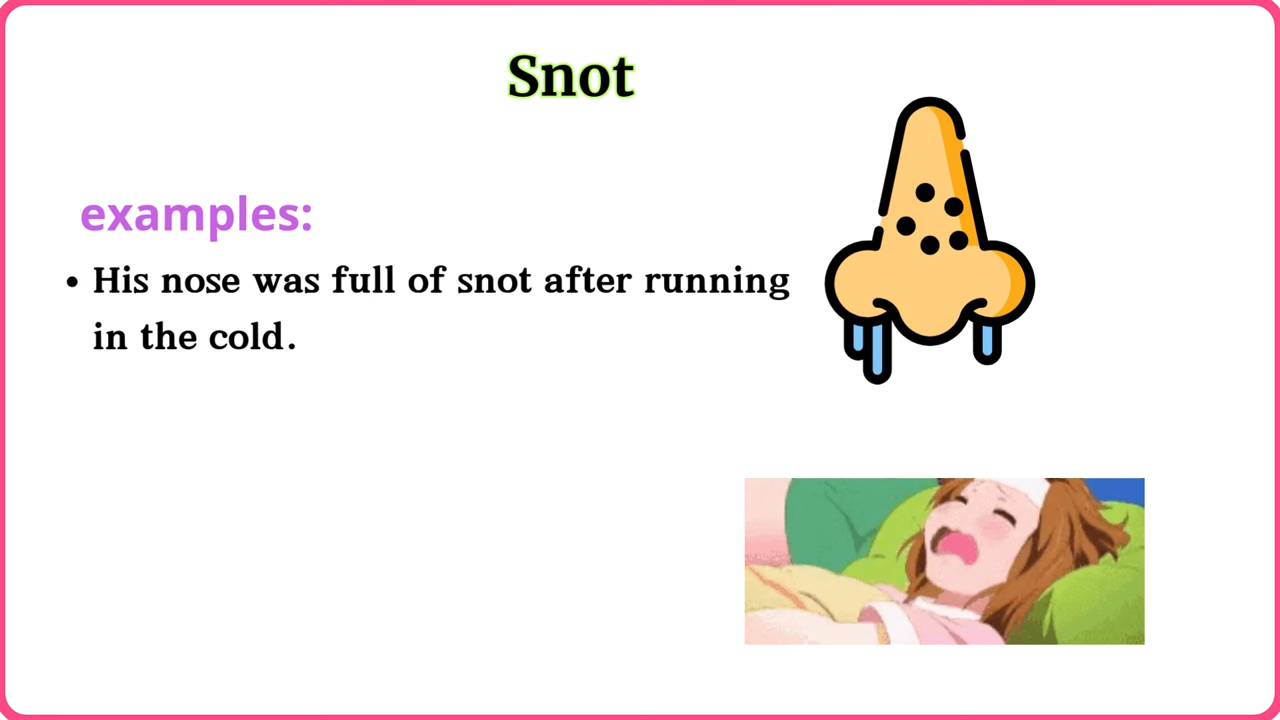 Snot
examples:
• His nose was full of snot after running
in the cold.